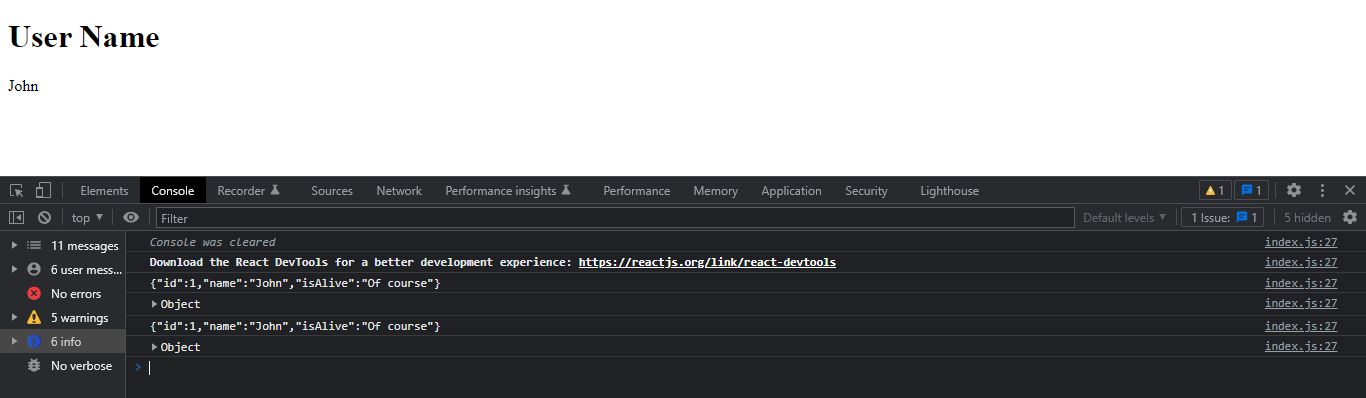 User Name
John
Elements Console Recorder Sources Network Performance insights Performance Memory Application Security Lighthouse 1 1
top Filter Default levels 1 Issue: 1 5 hidden
11 messages
6 user mess...
No errors
5 warnings
6 info
No verbose
Console was cleared index.js:27
Download the React DevTools for a better development experience: https://reactjs.org/link/react-devtools index.js:27
{"id":1,"name":"John","isAlive":"Of course"} index.js:27
Object index.js:27
{"id":1,"name":"John","isAlive":"Of course"} index.js:27
Object index.js:27